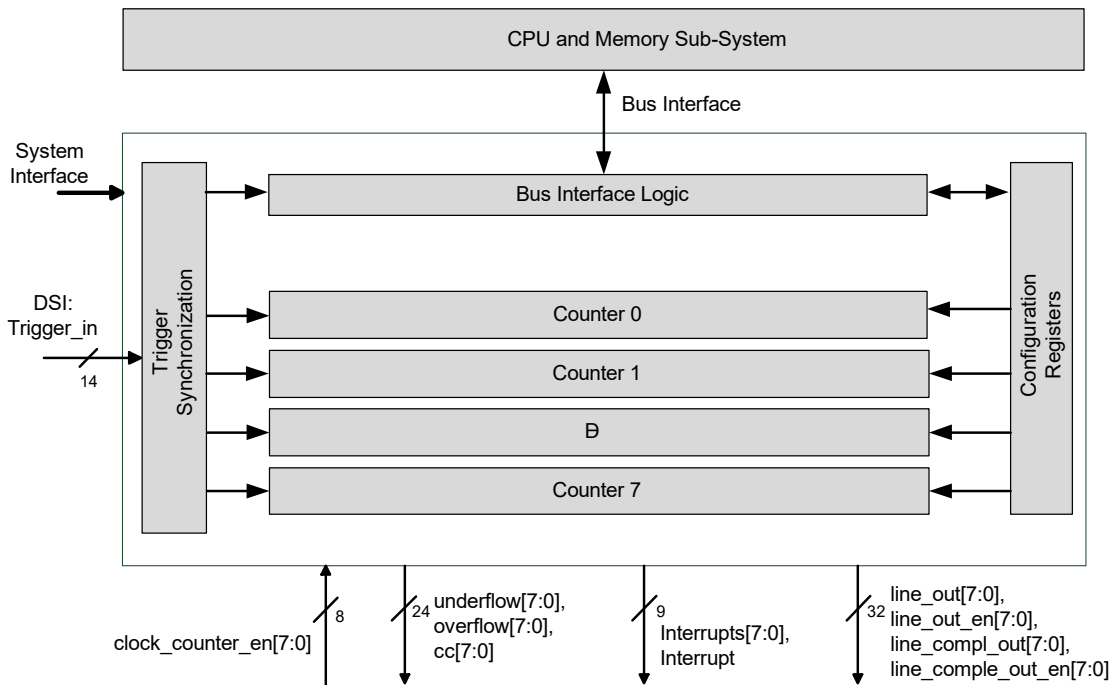 CPU and Memory Sub-System
Bus Interface
System
Interface
Bus Interface Logic
DSI:
Trigger_in
14
Trigger
Synchronization
Configuration
Registers
Counter 0
Counter 1
Counter 7
clock_counter_en[7:0]
8
24
underflow[7:0],
overflow[7:0],
cc[7:0]
9
Interrupts[7:0],
Interrupt
32
line_out[7:0],
line_out_en[7:0],
line_compl_out[7:0],
line_comple_out_en[7:0]